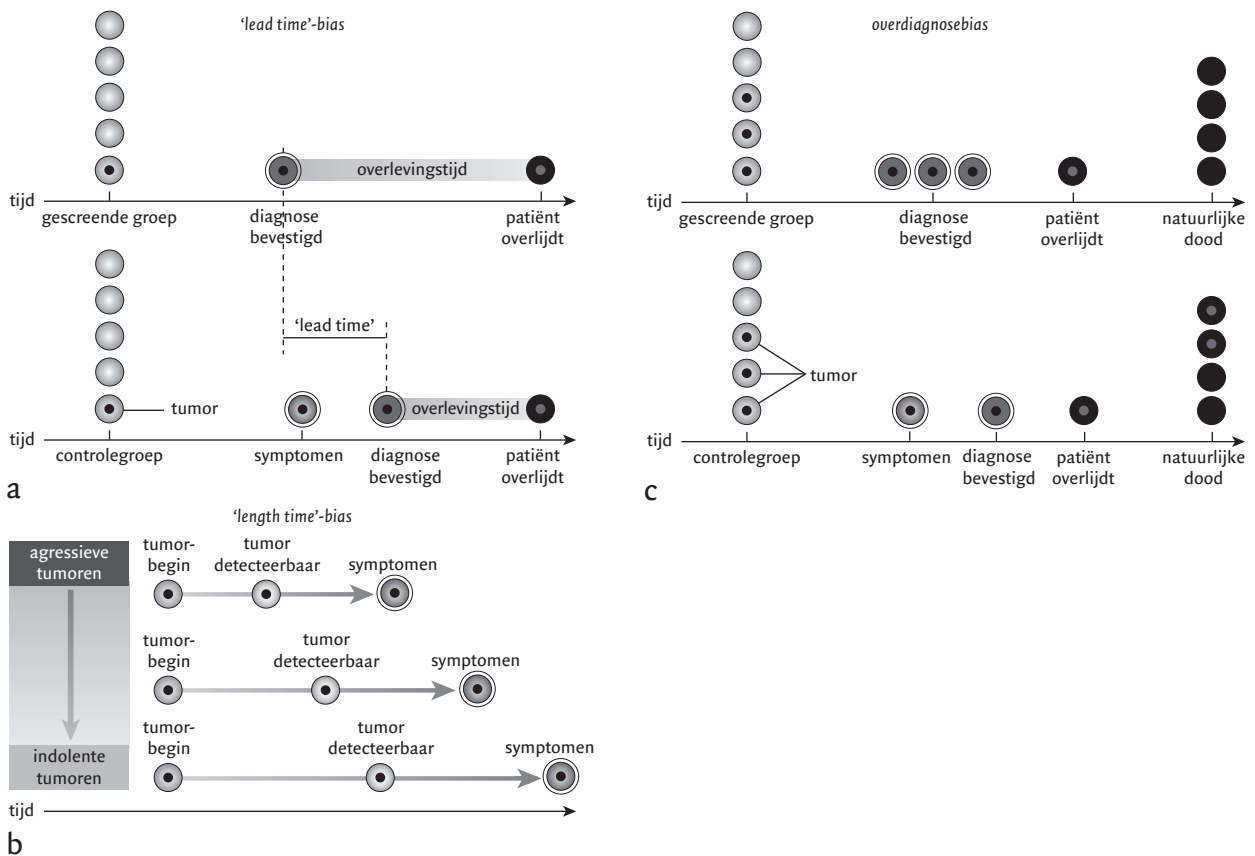 ‘lead time’-bias
overlevingstijd
tijd
gescreende groep
diagnose
bevestigd
patiënt
overlijdt
‘lead time’
tumor
overlevingstijd
tijd
controlegroep
symptomen
diagnose
bevestigd
patiënt
overlijdt
a
‘length time’-bias
agressieve
tumoren
indolente
tumoren
tumor-
begin
tumor
detecteerbaar
symptomen
tumor-
begin
tumor
detecteerbaar
symptomen
tumor-
begin
tumor
detecteerbaar
symptomen
tijd
b
overdiagnosebias
tijd
gescreende groep
diagnose
bevestigd
patiënt
overlijdt
natuurlijke
dood
tumor
tijd
controlegroep
symptomen
diagnose
bevestigd
patiënt
overlijdt
natuurlijke
dood
c